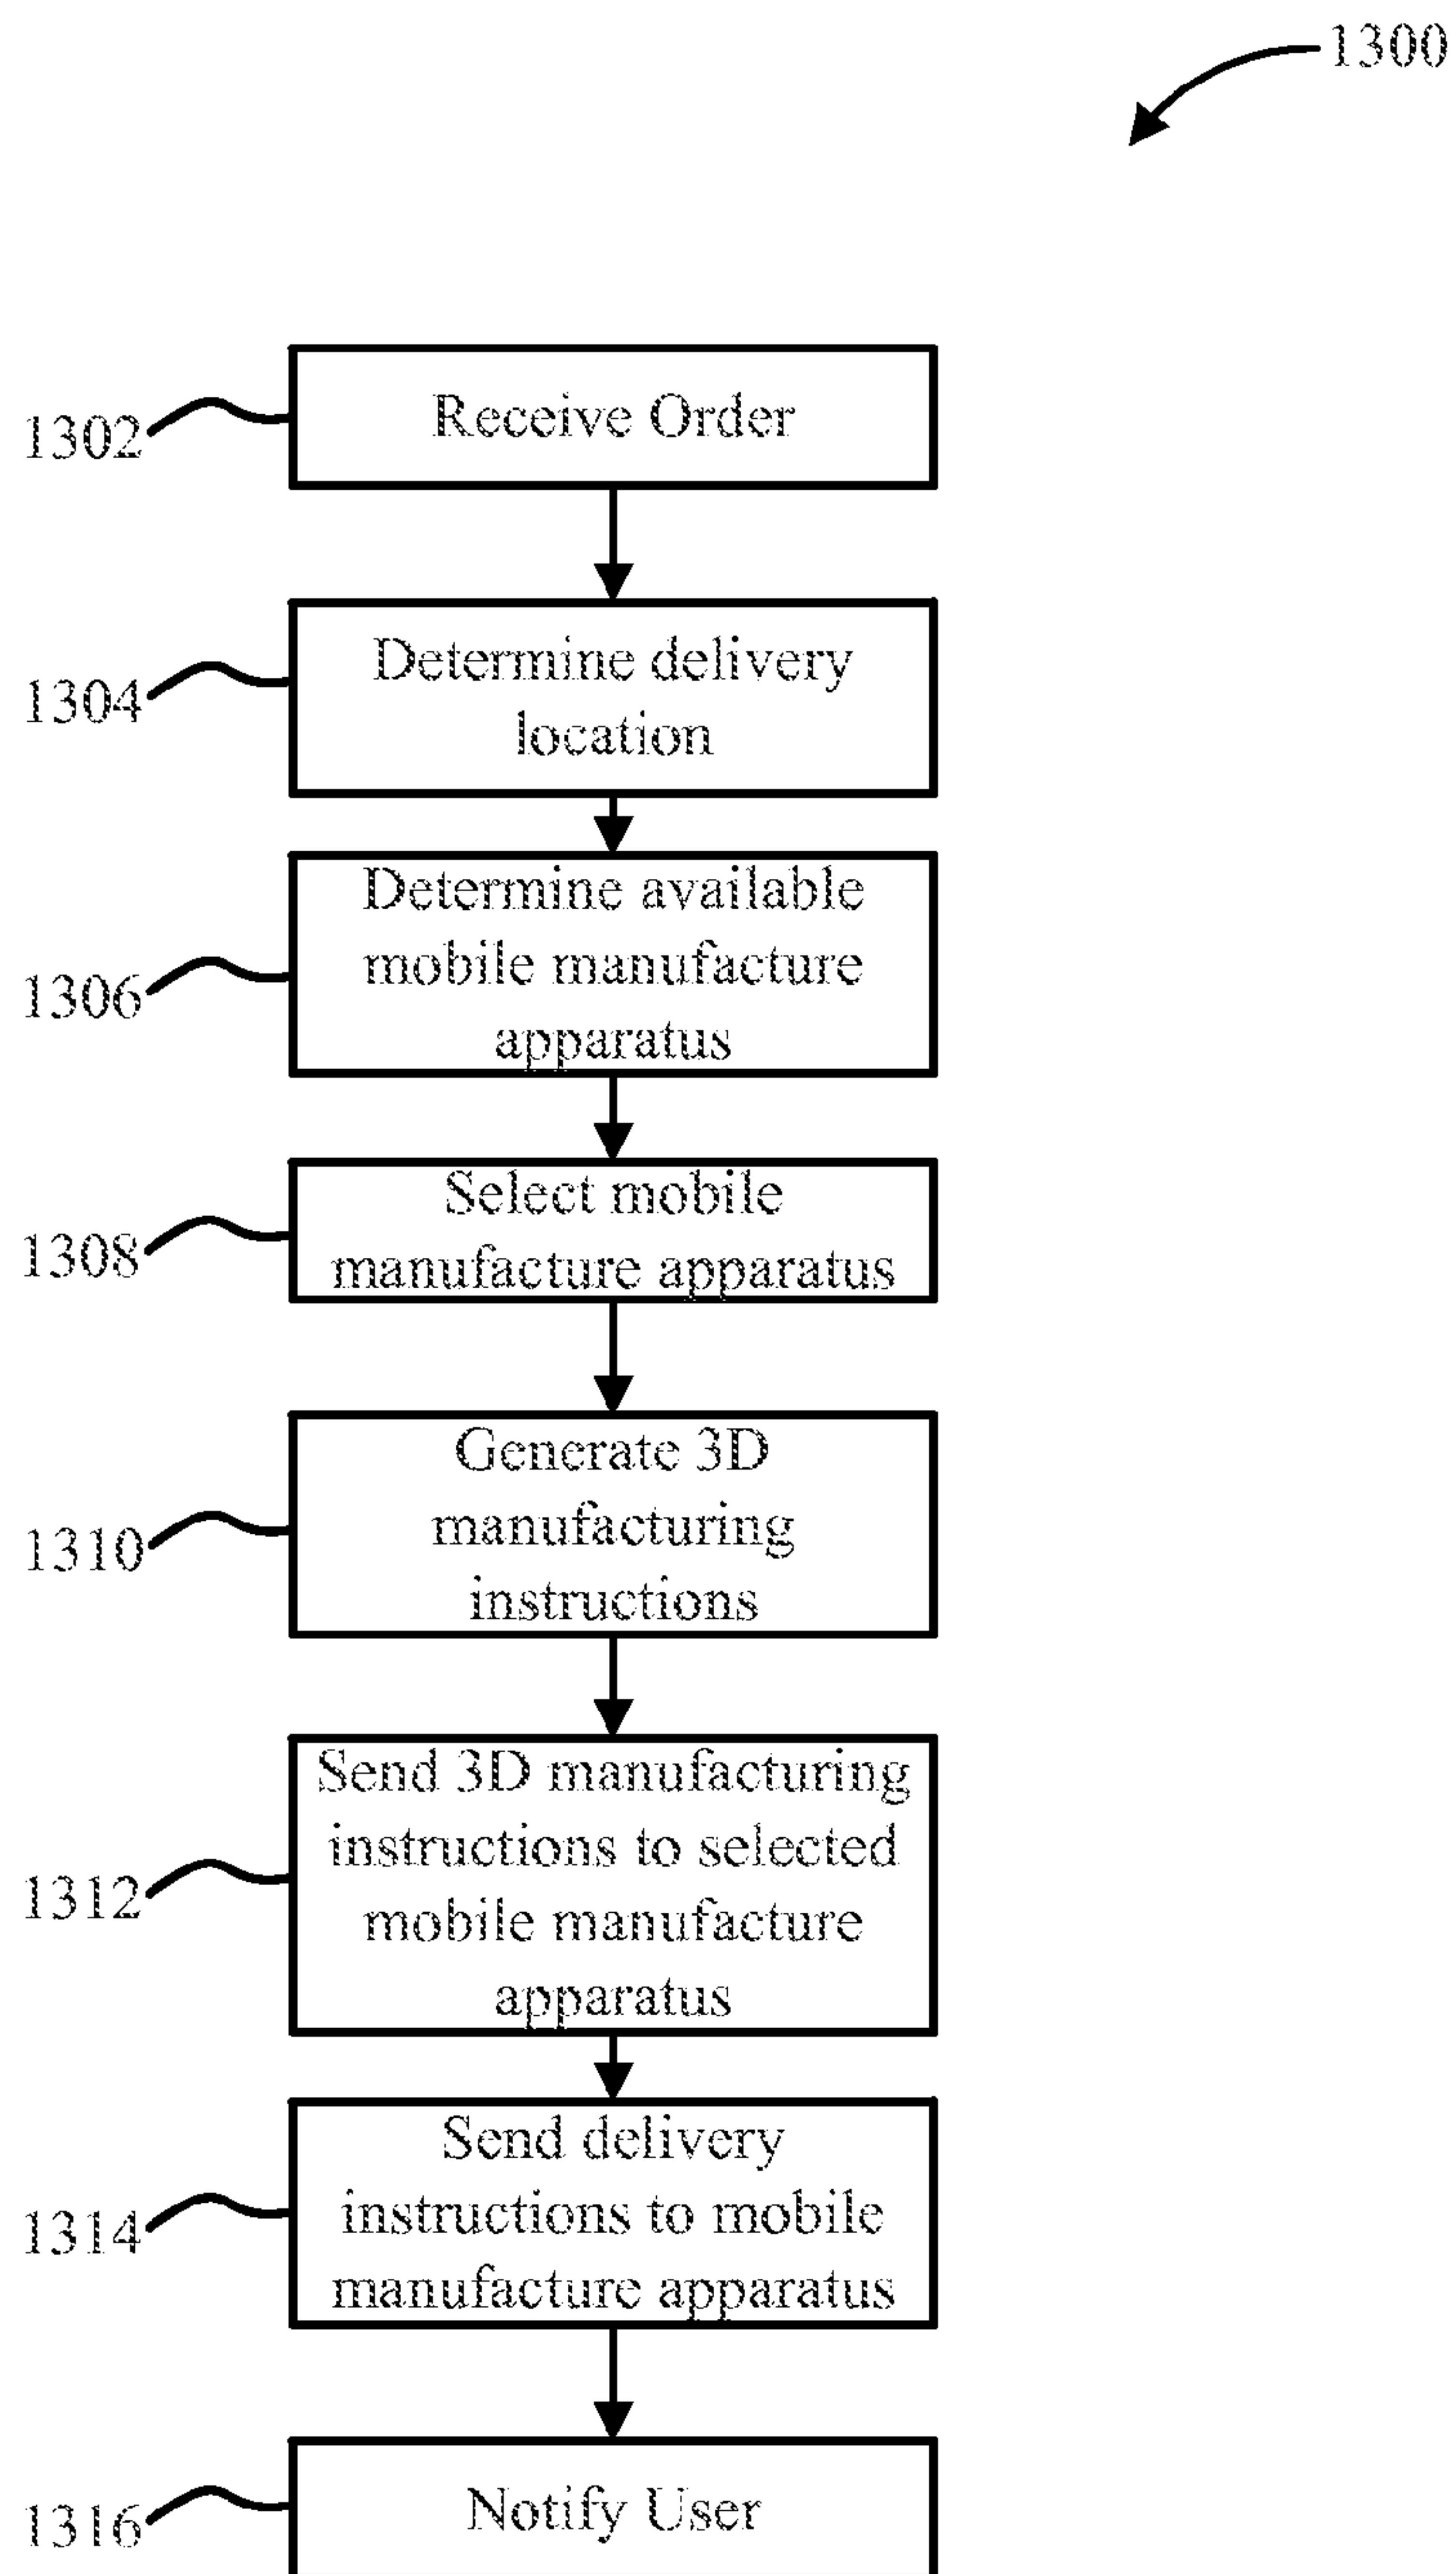 1300
1302
Receive Order
1304
Determine delivery
location
1306
Determine available
mobile manufacture
apparatus
1308
Select mobile
manufacture apparatus
1310
Generate 3D
manufacturing
instructions
1312
Send 3D manufacturing
instructions to selected
mobile manufacture
apparatus
1314
Send delivery
instructions to mobile
manufacture apparatus
1316
Notify User